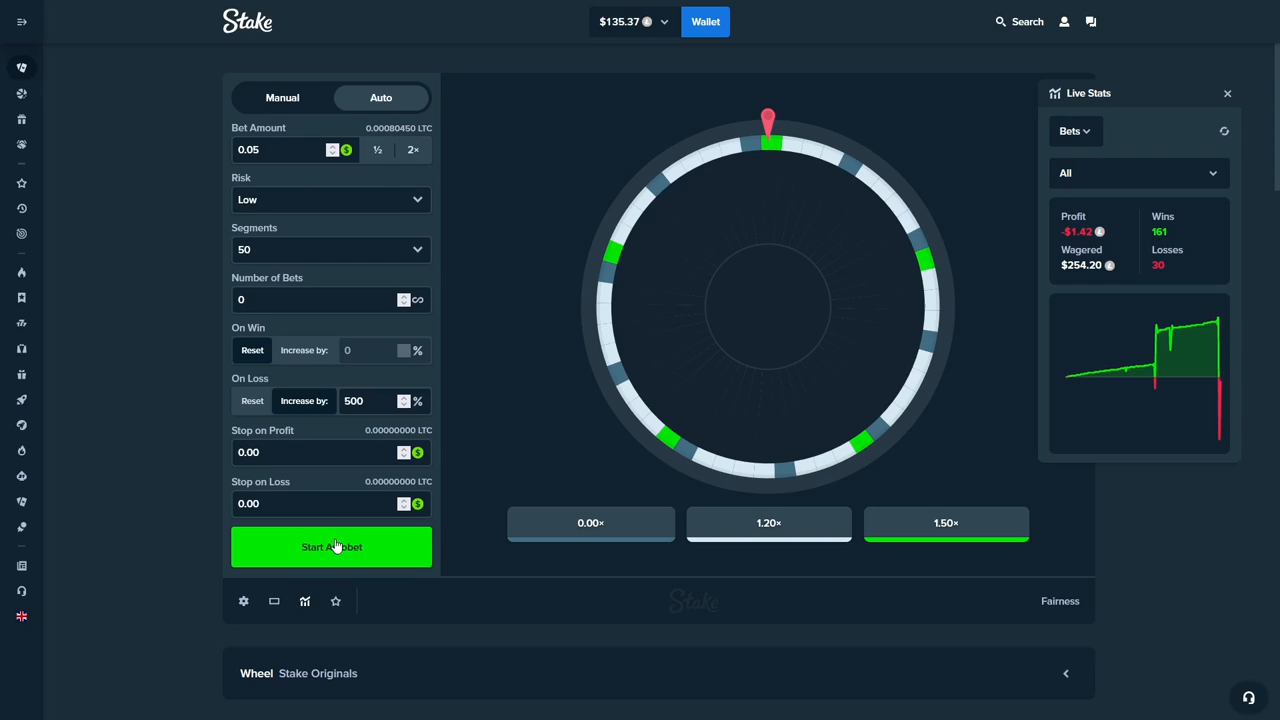 Stake
$135.37
Wallet
Search
Manual
Auto
Bet Amount
0.00080450 LTC
0.05
½
2×
Risk
Low
Segments
50
Number of Bets
0
On Win
Reset
Increase by:
0
%
On Loss
Reset
Increase by:
500
%
Stop on Profit
0.00000000 LTC
0.00
Stop on Loss
0.00000000 LTC
0.00
Start Autobet
0.00×
1.20×
1.50×
Live Stats
Bets
All
Profit
Wins
-$1.42
161
Wagered
Losses
$254.20
30
Stake
Fairness
Wheel Stake Originals